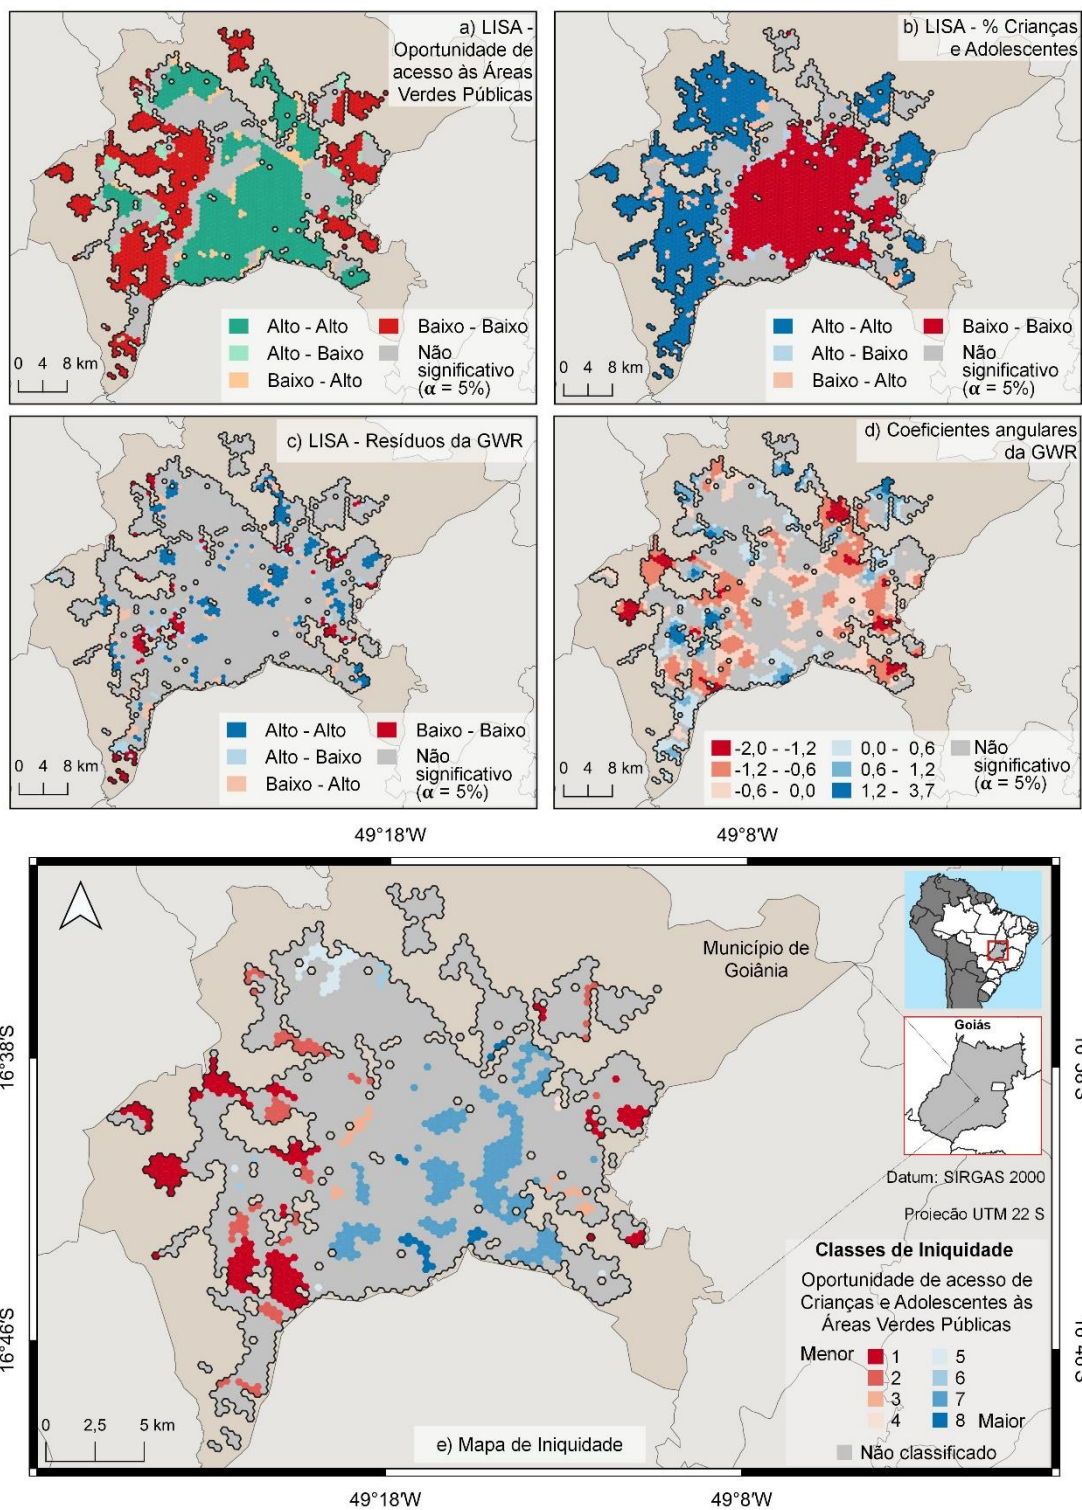 a) LISA -
Oportunidade de
acesso às Áreas
Verdes Públicas
Alto - Alto
Baixo - Baixo
Alto - Baixo
Não
significativo
(α = 5%)
Baixo - Alto
0 4 8 km
b) LISA - % Crianças
e Adolescentes
Alto - Alto
Baixo - Baixo
Alto - Baixo
Não
significativo
(α = 5%)
Baixo - Alto
0 4 8 km
c) LISA - Resíduos da GWR
Alto - Alto
Baixo - Baixo
Alto - Baixo
Não
significativo
(α = 5%)
Baixo - Alto
0 4 8 km
d) Coeficientes angulares
da GWR
-2,0 - -1,2
0,0 - 0,6
Não
significativo
(α = 5%)
-1,2 - -0,6
0,6 - 1,2
-0,6 - 0,0
1,2 - 3,7
0 4 8 km
49°18'W
49°8'W
Município de
Goiânia
16°38'S
16°38'S
Goiás
Datum: SIRGAS 2000
Projecão UTM 22 S
Classes de Iniquidade
Oportunidade de acesso de
Crianças e Adolescentes às
Áreas Verdes Públicas
Menor 1 5
2 6
3 7
4 8 Maior
Não classificado
16°46'S
16°46'S
0 2,5 5 km
e) Mapa de Iniquidade
49°18'W
49°8'W